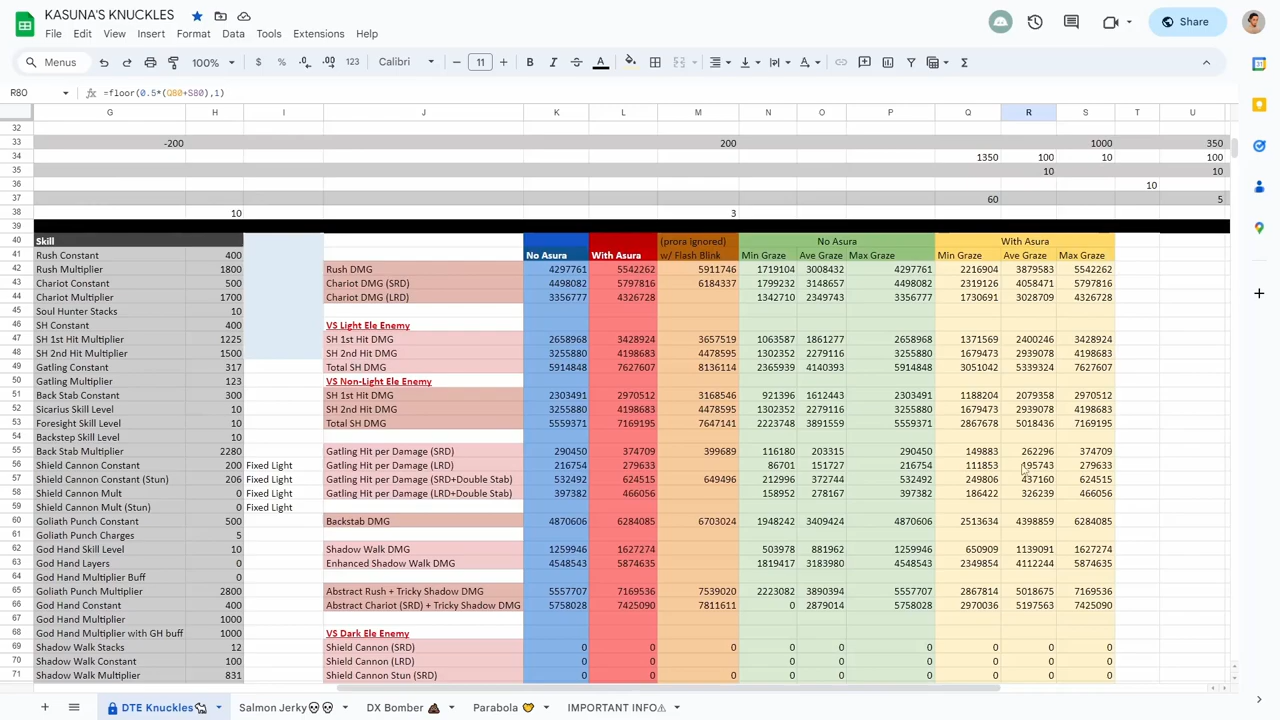 KASUNA'S KNUCKLES
File Edit View Insert Format Data Tools Extensions Help
Share
Menus 100% $ % .0 .00 123 Calibri 11 B I A
R80 =floor(0.5*(Q80+S80),1)
G H I J K L M N O P Q R S T U
32
33 -200 200 1000 350
34 1350 100 10 100
35 10 10
36 10
37 60 5
38 10 3
39
40 Skill (prora ignored) No Asura With Asura
41 Rush Constant 400 No Asura With Asura w/ Flash Blink Min Graze Ave Graze Max Graze Min Graze Ave Graze Max Graze
42 Rush Multiplier 1800 Rush DMG 4297761 5542262 5911746 1719104 3008432 4297761 2216904 3879583 5542262
43 Chariot Constant 500 Chariot DMG (SRD) 4498082 5797816 6184337 1799232 3148657 4498082 2319126 4058471 5797816
44 Chariot Multiplier 1700 Chariot DMG (LRD) 3356777 4326728 1342710 2349743 3356777 1730691 3028709 4326728
45 Soul Hunter Stacks 10
46 SH Constant 400 VS Light Ele Enemy
47 SH 1st Hit Multiplier 1225 SH 1st Hit DMG 2658968 3428924 3657519 1063587 1861277 2658968 1371569 2400246 3428924
48 SH 2nd Hit Multiplier 1500 SH 2nd Hit DMG 3255880 4198683 4478595 1302352 2279116 3255880 1679473 2939078 4198683
49 Gatling Constant 317 Total SH DMG 5914848 7627607 8136114 2365939 4140393 5914848 3051042 5339324 7627607
50 Gatling Multiplier 123 VS Non-Light Ele Enemy
51 Back Stab Constant 300 SH 1st Hit DMG 2303491 2970512 3168546 921396 1612443 2303491 1188204 2079358 2970512
52 Sicarius Skill Level 10 SH 2nd Hit DMG 3255880 4198683 4478595 1302352 2279116 3255880 1679473 2939078 4198683
53 Foresight Skill Level 10 Total SH DMG 5559371 7169195 7647141 2223748 3891559 5559371 2867678 5018436 7169195
54 Backstep Skill Level 10
55 Back Stab Multiplier 2280 Gatling Hit per Damage (SRD) 290450 374709 399689 116180 203315 290450 149883 262296 374709
56 Shield Cannon Constant 200 Fixed Light Gatling Hit per Damage (LRD) 216754 279633 86701 151727 216754 111853 195743 279633
57 Shield Cannon Constant (Stun) 206 Fixed Light Gatling Hit per Damage (SRD+Double Stab) 532492 624515 649496 212996 372744 532492 249806 437160 624515
58 Shield Cannon Mult 0 Fixed Light Gatling Hit per Damage (LRD+Double Stab) 397382 466056 158952 278167 397382 186422 326239 466056
59 Shield Cannon Mult (Stun) 0 Fixed Light
60 Goliath Punch Constant 500 Backstab DMG 4870606 6284085 6703024 1948242 3409424 4870606 2513634 4398859 6284085
61 Goliath Punch Charges 5
62 God Hand Skill Level 10 Shadow Walk DMG 1259946 1627274 503978 881962 1259946 650909 1139091 1627274
63 God Hand Layers 0 Enhanced Shadow Walk DMG 4548543 5874635 1819417 3183980 4548543 2349854 4112244 5874635
64 God Hand Multiplier Buff 0
65 Goliath Punch Multiplier 2800 Abstract Rush + Tricky Shadow DMG 5557707 7169536 7539020 2223082 3890394 5557707 2867814 5018675 7169536
66 God Hand Constant 400 Abstract Chariot (SRD) + Tricky Shadow DMG 5758028 7425090 7811611 0 2879014 5758028 2970036 5197563 7425090
67 God Hand Multiplier 1000
68 God Hand Multiplier with GH buff 1000 VS Dark Ele Enemy
69 Shadow Walk Stacks 12 Shield Cannon (SRD) 0 0 0 0 0 0 0 0 0
70 Shadow Walk Constant 100 Shield Cannon (LRD) 0 0 0 0 0 0 0 0
71 Shadow Walk Multiplier 831 Shield Cannon Stun (SRD) 0 0 0 0 0 0 0 0 0
DTE Knuckles Salmon Jerky DX Bomber Parabola IMPORTANT INFO